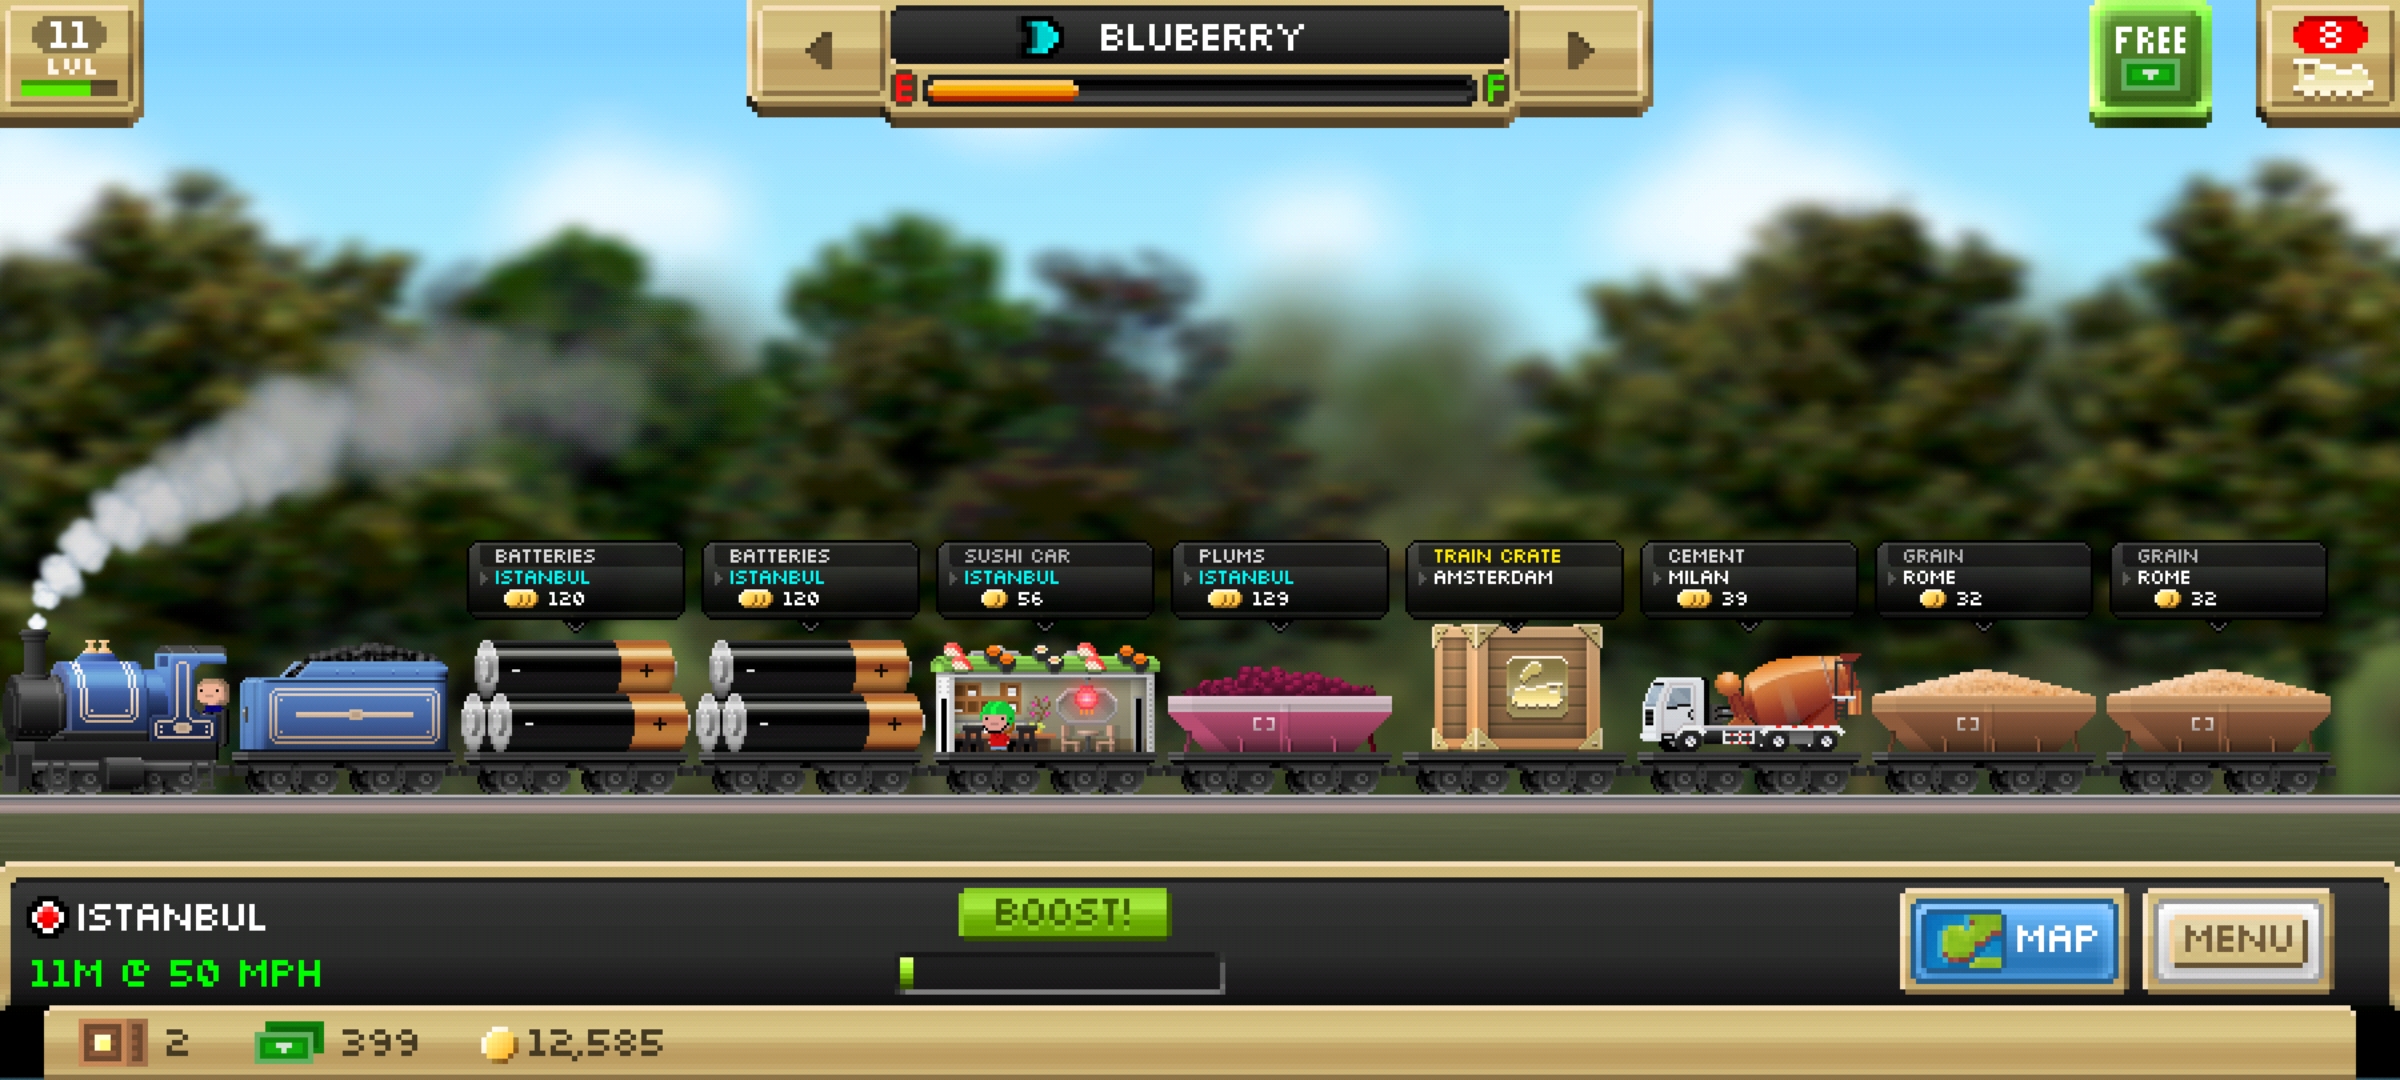 11
LVL
BLUBERRY
E F
FREE
8
BATTERIES
ISTANBUL
120
BATTERIES
ISTANBUL
120
SUSHI CAR
ISTANBUL
56
PLUMS
ISTANBUL
129
TRAIN CRATE
AMSTERDAM
CEMENT
MILAN
39
GRAIN
ROME
32
GRAIN
ROME
32
ISTANBUL
11M @ 50 MPH
BOOST!
MAP
MENU
2
399
12,585